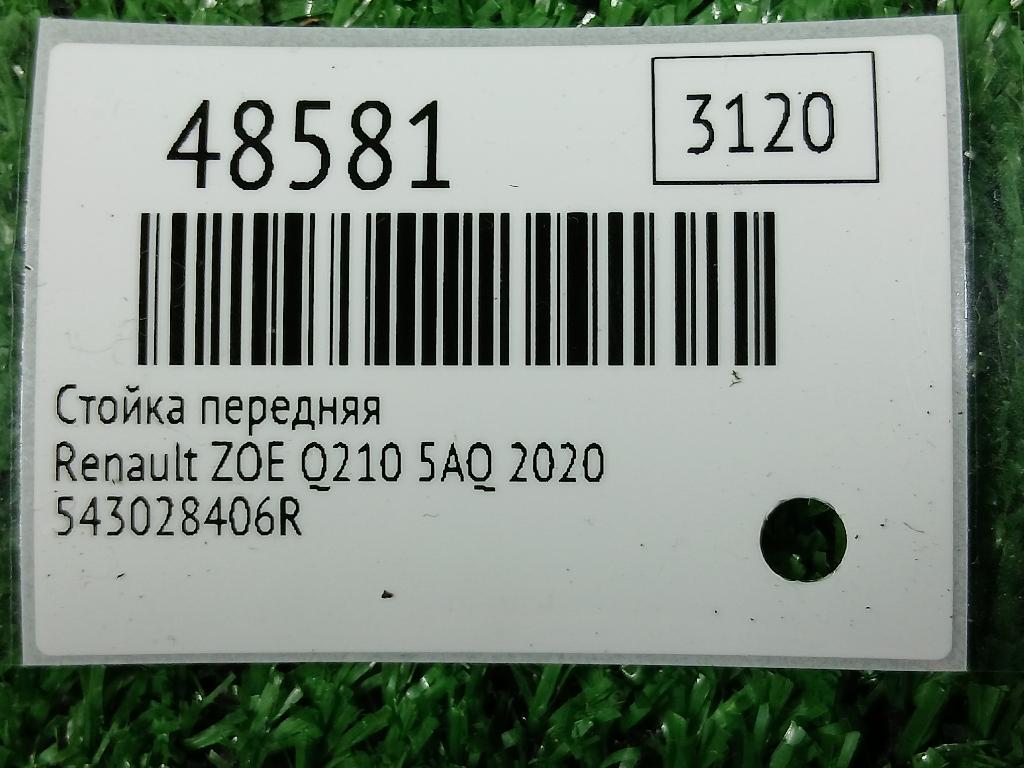 48581
3120
Стойка передняя
Renault ZOE Q210 5AQ 2020
543028406R